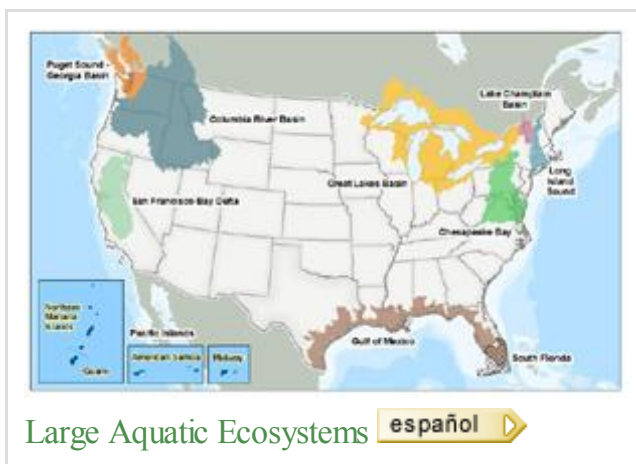 Puget Sound -
Georgia Basin
Lake Champlain
Basin
Columbia River Basin
Long
Island
Sound
Great Lakes Basin
San Francisco Bay Delta
Chesapeake Bay
Northern
Mariana
Islands
Pacific Islands
Gulf of Mexico
American Samoa
Midway
South Florida
Guam
Large Aquatic Ecosystems español